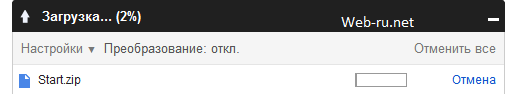 Загрузка... (2%) Web-ru.net
Настройки ▼ Преобразование: откл. Отменить все
Start.zip Отмена